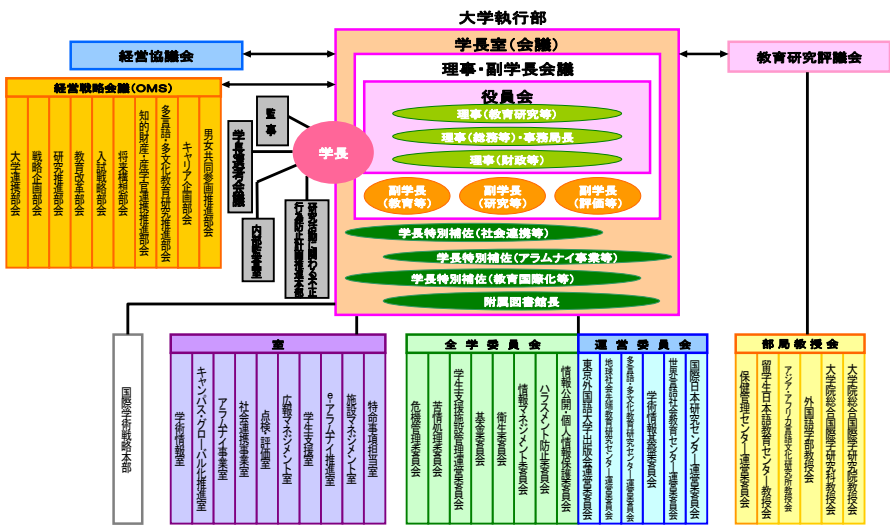 大学執行部
経営協議会
学長室(会議)
教育研究評議会
理事・副学長会議
経営戦略会議(OMS)
役員会
理事(教育研究等)
理事(総務等)・事務局長
理事(財政等)
監事
学長
学長選考会議
内部監査室
研究活動に関わる不正
行為防止計画推進本部
副学長
(教育等)
副学長
(研究等)
副学長
(評価等)
大学連携部会
戦略企画部会
研究推進部会
教育改革部会
入試戦略部会
将来構想部会
知的財産・産学官連携推進部会
多言語・多文化教育研究推進部会
キャリア企画部会
男女共同参画推進部会
学長特別補佐(社会連携等)
学長特別補佐(アラムナイ事業等)
学長特別補佐(教育国際化等)
附属図書館長
国際学術戦略本部
室
学術情報室
キャンパス・グローバル化推進室
アラムナイ事業室
社会連携事業室
点検・評価室
広報マネジメント室
学生支援室
e-アラムナイ推進室
施設マネジメント室
特命事項担当室
全学委員会
危機管理委員会
苦情処理委員会
学生支援施設管理運営委員会
基金委員会
衛生委員会
情報マネジメント委員会
ハラスメント防止委員会
情報公開・個人情報保護委員会
運営委員会
東京外国語大学出版会運営委員会
地球社会先端教育研究センター運営委員会
多言語・多文化教育研究センター運営委員会
学術情報基盤委員会
世界言語社会教育センター運営委員会
国際日本研究センター運営委員会
部局教授会
保健管理センター運営委員会
留学生日本語教育センター教授会
アジア・アフリカ言語文化研究所教授会
外国語学部教授会
大学院総合国際学研究科教授会
大学院総合国際学研究院教授会